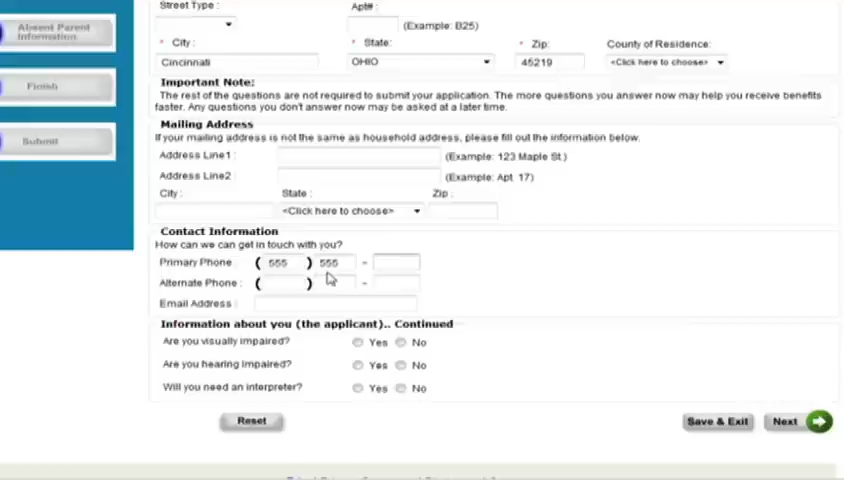 Absent Parent
Information
Finish
Submit
Street Type : Apt#:
(Example: B25)
* City : * State: * Zip: County of Residence:
Cincinnati OHIO 45219 <Click here to choose>
Important Note:
The rest of the questions are not required to submit your application. The more questions you answer now may help you receive benefits
faster. Any questions you don't answer now may be asked at a later time.
Mailing Address
If your mailing address is not the same as household address, please fill out the information below.
Address Line1 : (Example: 123 Maple St.)
Address Line2 : (Example: Apt. 17)
City : State : Zip :
<Click here to choose>
Contact Information
How can we can get in touch with you?
Primary Phone : ( 555 ) 555 -
Alternate Phone : ( ) -
Email Address :
Information about you (the applicant).. Continued
Are you visually impaired? Yes No
Are you hearing impaired? Yes No
Will you need an interpreter? Yes No
Reset Save & Exit Next